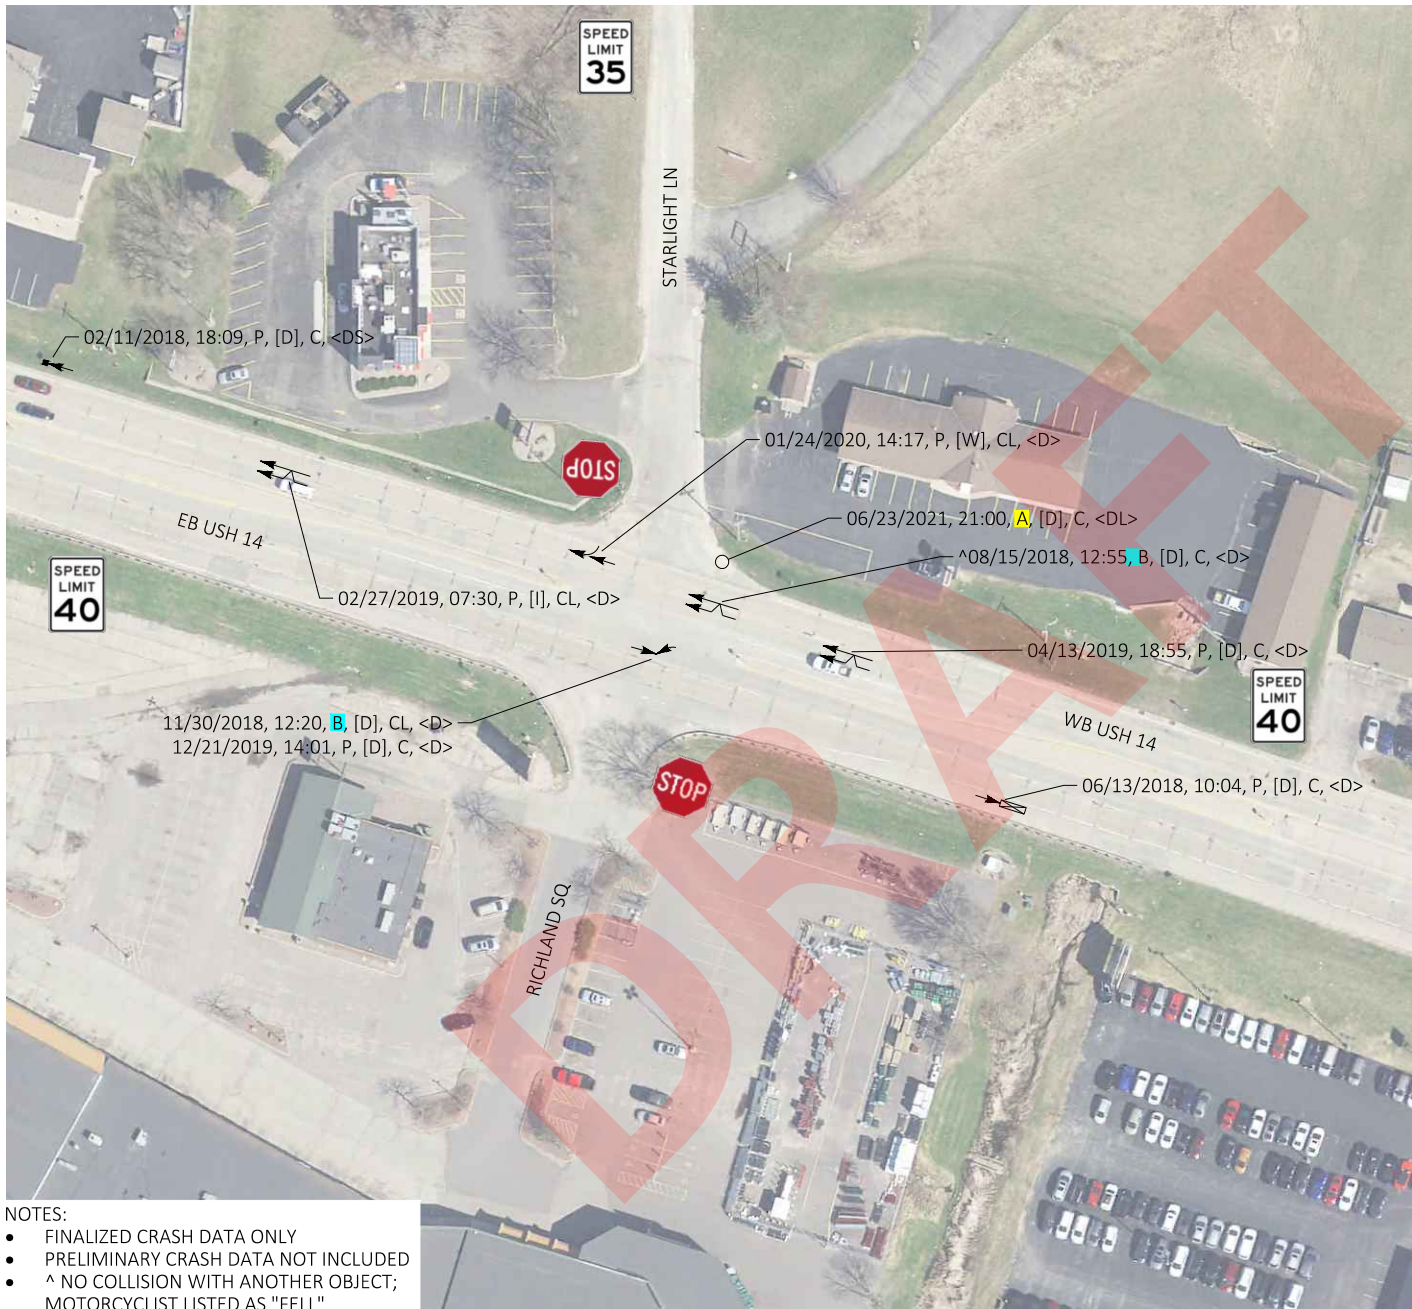 SPEED
LIMIT
35
STARLIGHT LN
02/11/2018, 18:09, P, [D], C, <DS>
01/24/2020, 14:17, P, [W], CL, <D>
STOP
06/23/2021, 21:00, A, [D], C, <DL>
EB USH 14
^08/15/2018, 12:55, B, [D], C, <D>
SPEED
LIMIT
40
02/27/2019, 07:30, P, [I], CL, <D>
04/13/2019, 18:55, P, [D], C, <D>
SPEED
LIMIT
40
11/30/2018, 12:20, B, [D], CL, <D>
12/21/2019, 14:01, P, [D], C, <D>
WB USH 14
STOP
06/13/2018, 10:04, P, [D], C, <D>
RICHLAND SQ
DRAFT
NOTES:
• FINALIZED CRASH DATA ONLY
• PRELIMINARY CRASH DATA NOT INCLUDED
• ^ NO COLLISION WITH ANOTHER OBJECT;
MOTORCYCLIST LISTED AS "FELL"